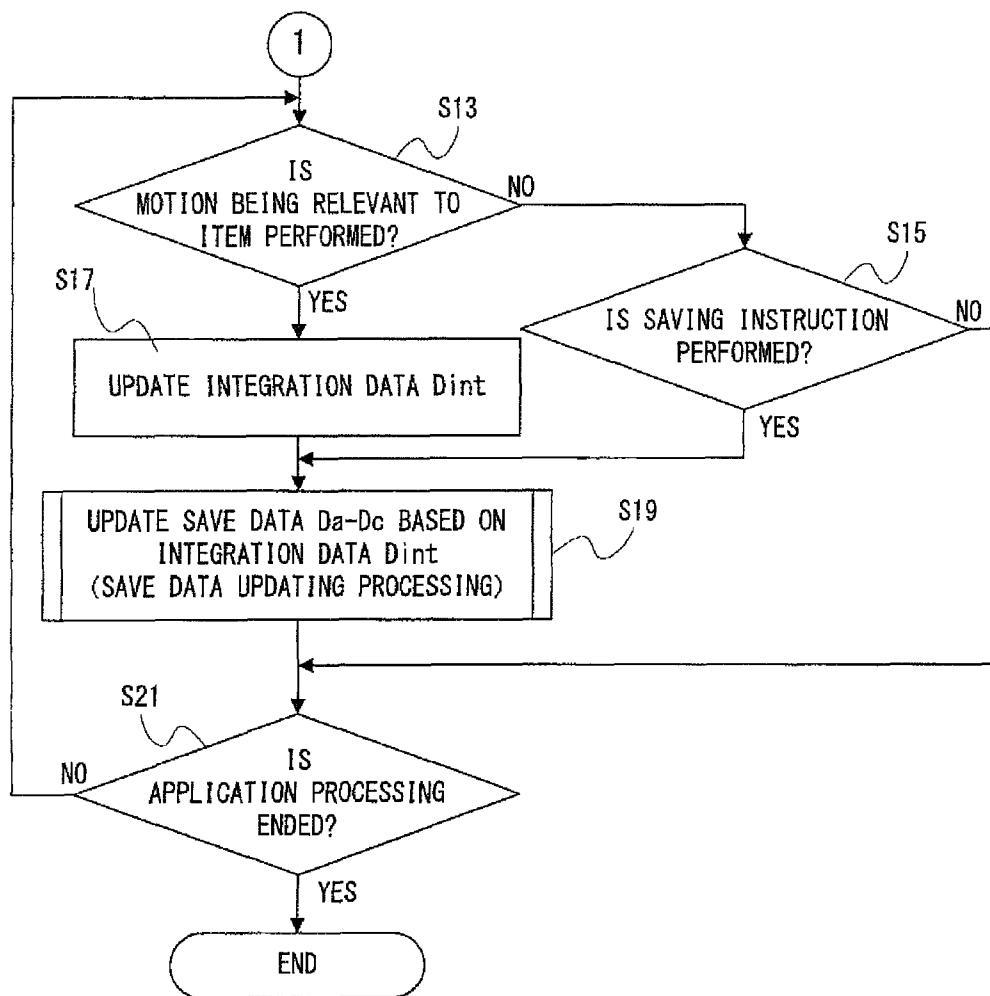 1
S13
IS
MOTION BEING RELEVANT TO
ITEM PERFORMED?
NO
YES
S15
IS SAVING INSTRUCTION
PERFORMED?
NO
YES
S17
UPDATE INTEGRATION DATA Dint
UPDATE SAVE DATA Da-Dc BASED ON
INTEGRATION DATA Dint
(SAVE DATA UPDATING PROCESSING)
S19
S21
IS
APPLICATION PROCESSING
ENDED?
NO
YES
END